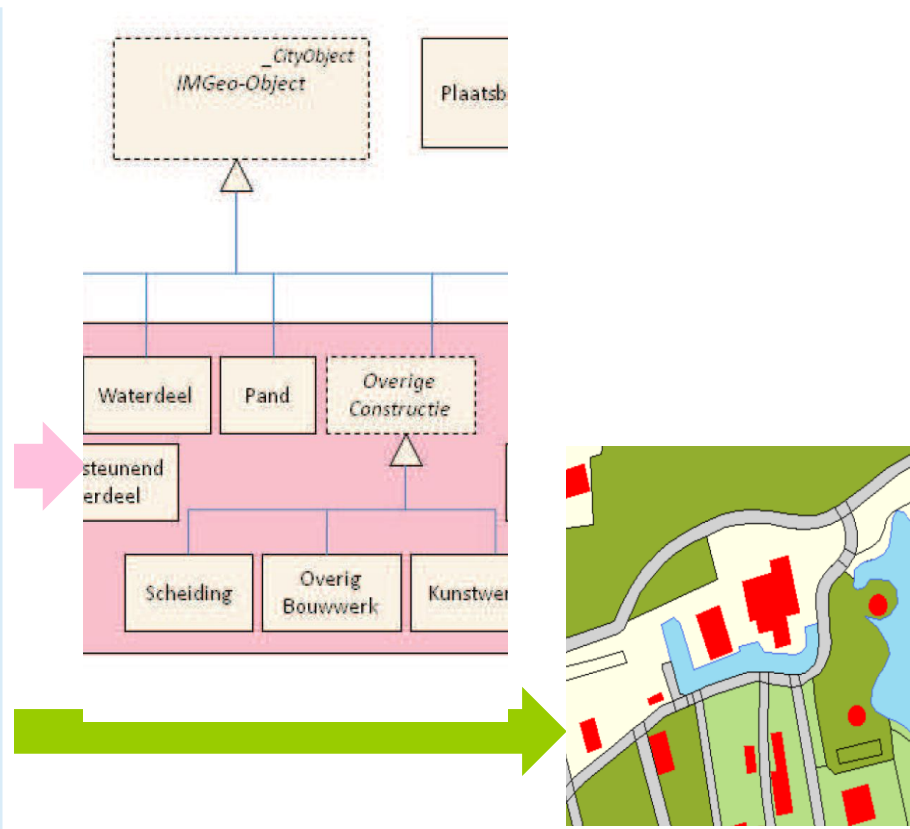 _CityObject
IMGeo-Object
Plaatsb
Waterdeel
Pand
Overige
Constructie
steunend
erdeel
Scheiding
Overig
Bouwwerk
Kunstwer